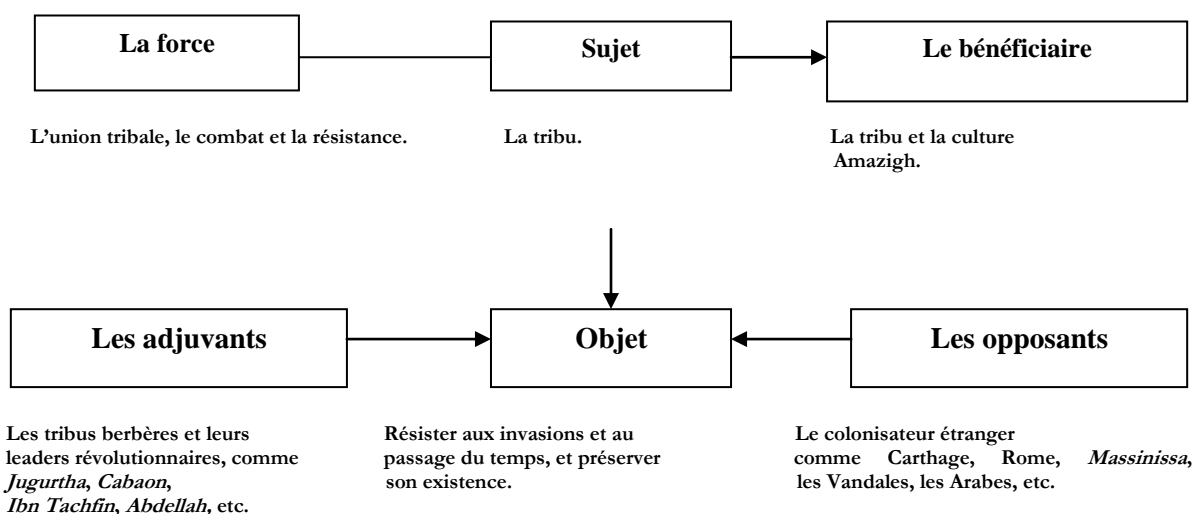 La force
Sujet
Le bénéficiaire
L'union tribale, le combat et la résistance.
La tribu.
La tribu et la culture
Amazigh.
Les adjuvants
Objet
Les opposants
Les tribus berbères et leurs
leaders révolutionnaires, comme
Jugurtha, Cabaon,
Ibn Tachfin, Abdellah, etc.
Résister aux invasions et au
passage du temps, et préserver
son existence.
Le colonisateur étranger
comme Carthage, Rome, Massinissa,
les Vandales, les Arabes, etc.